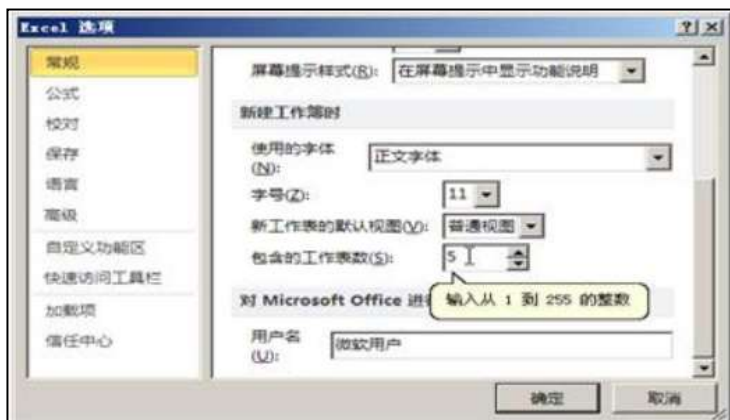 Excel 选项
常规
公式
校对
保存
语言
高级
自定义功能区
快速访问工具栏
加载项
信任中心
屏幕提示样式(R): 在屏幕提示中显示功能说明
新建工作簿时
使用的字体(N): 正文字体
字号(Z): 11
新工作表的默认视图(V): 普通视图
包含的工作表数(S): 5
输入从 1 到 255 的整数
对 Microsoft Office 进行
用户名(U): 微软用户
确定 取消